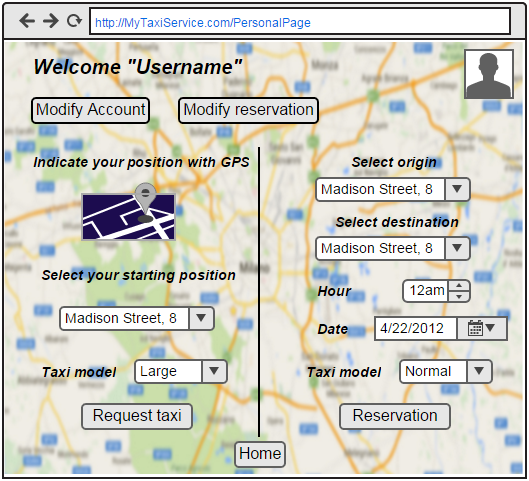 http://MyTaxiService.com/PersonalPage
Welcome "Username"
Modify Account
Modify reservation
Indicate your position with GPS
Select your starting position
Madison Street, 8
Taxi model
Large
Request taxi
Select origin
Madison Street, 8
Select destination
Madison Street, 8
Hour
12am
Date
4/22/2012
Taxi model
Normal
Reservation
Home
Milano